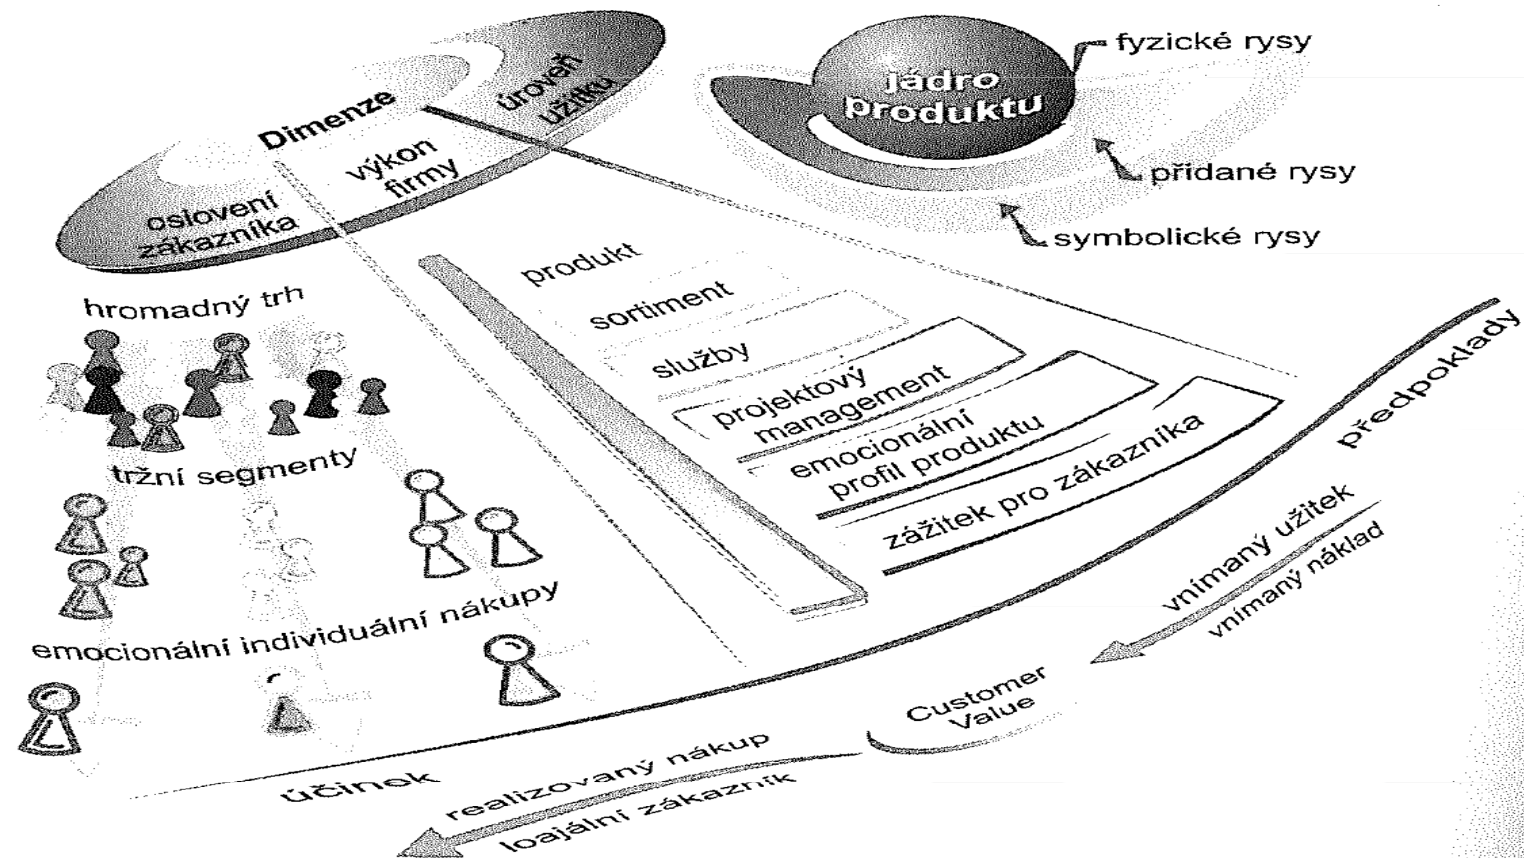 Dimenze
oslovení
zákazníka
výkon
firmy
úroveň
užitku
jádro
produktu
fyzické rysy
přidané rysy
symbolické rysy
hromadný trh
tržní segmenty
emocionální individuální nákupy
produkt
sortiment
služby
projektový
management
emocionální
profil produktu
zážitek pro zákazníka
předpoklady
vnímaný užitek
vnímaný náklad
Customer
Value
účinek
realizovaný nákup
loajální zákazník